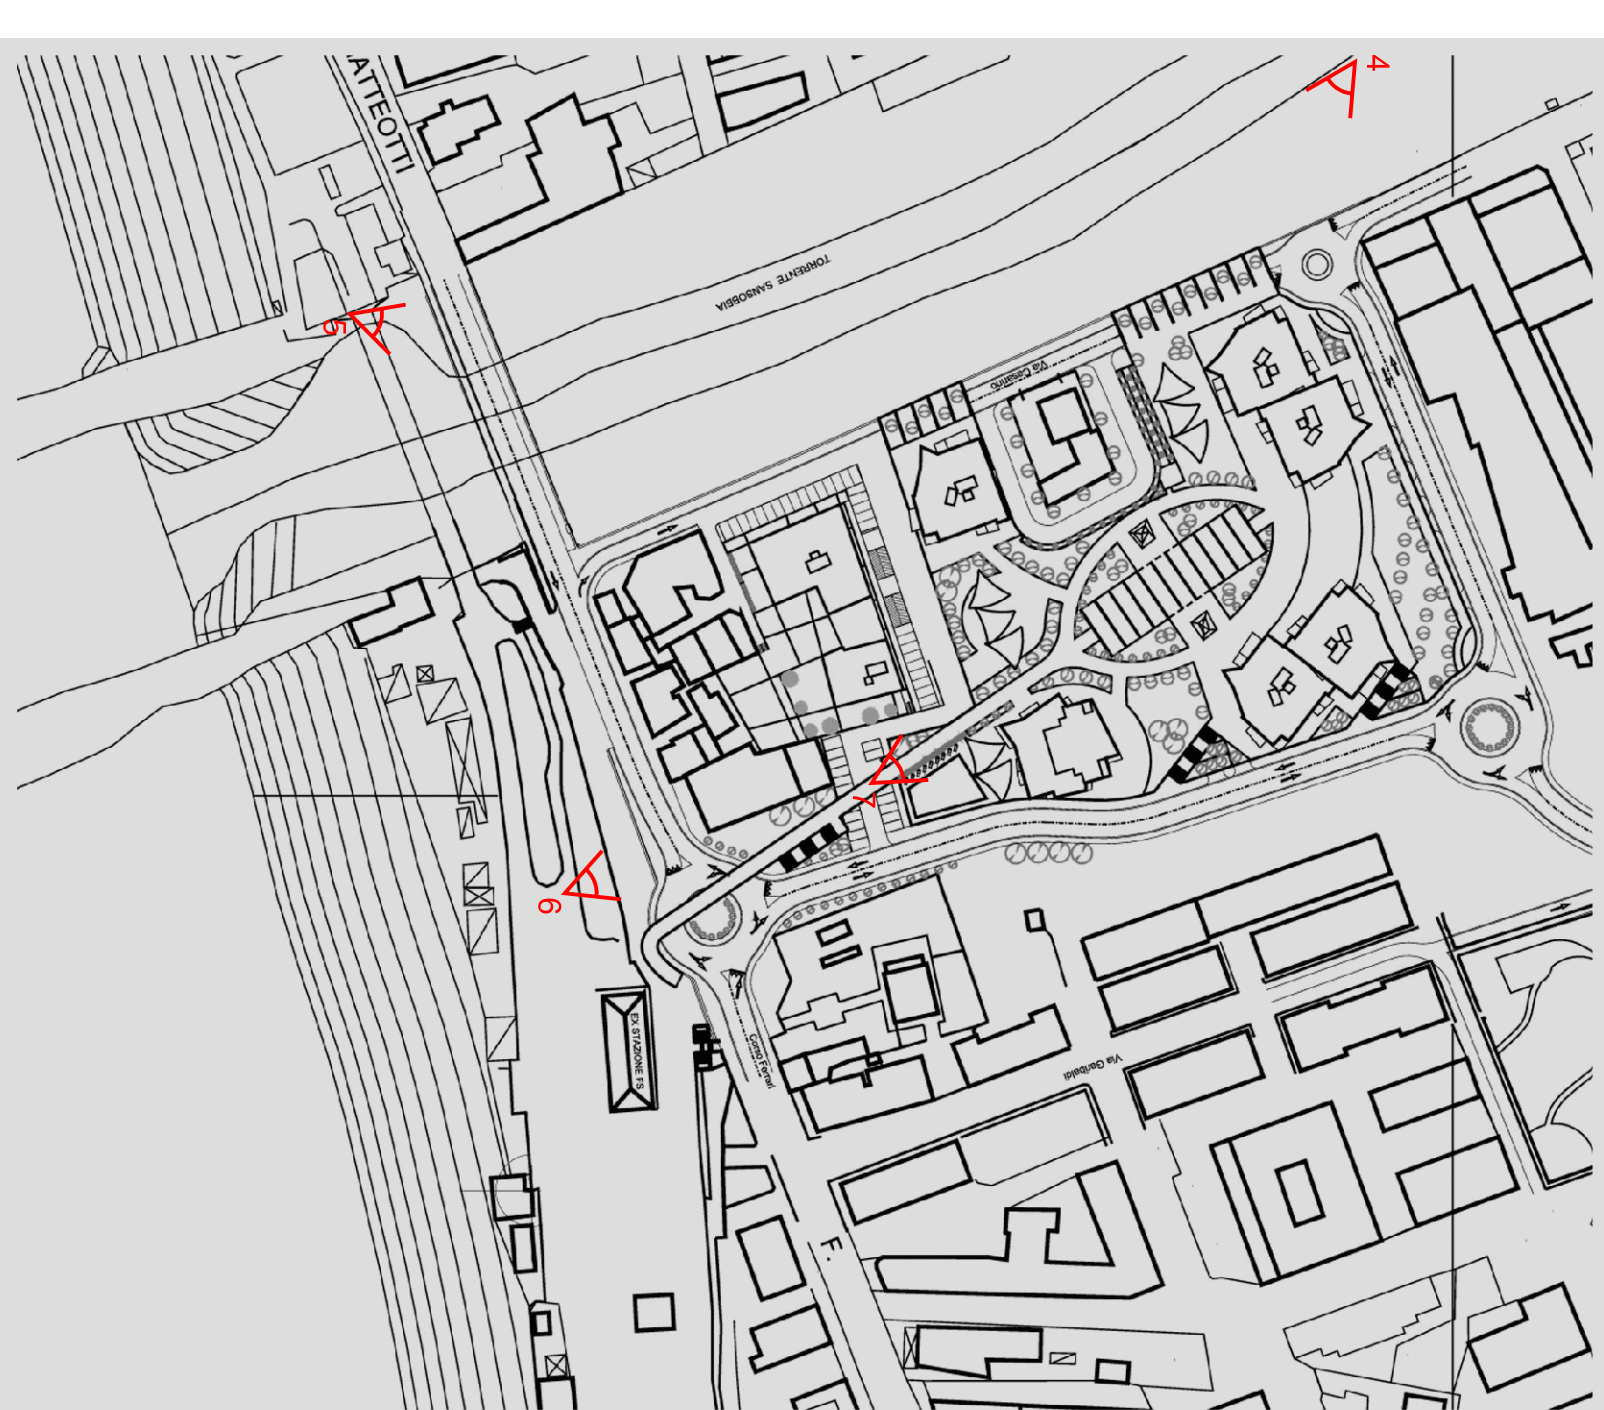 ATTEOTTI
4
TORRENTE SANSOBBIA
5
Via Cesarino
7
6
EX STAZIONE FS
Corso Ferrari
Via Garibaldi
F.